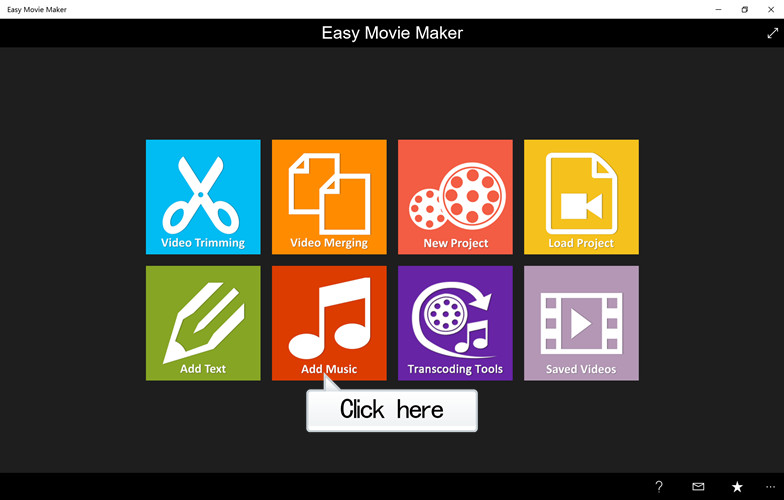 Easy Movie Maker
Easy Movie Maker
Video Trimming
Video Merging
New Project
Load Project
Add Text
Add Music
Transcoding Tools
Saved Videos
Click here
?
...